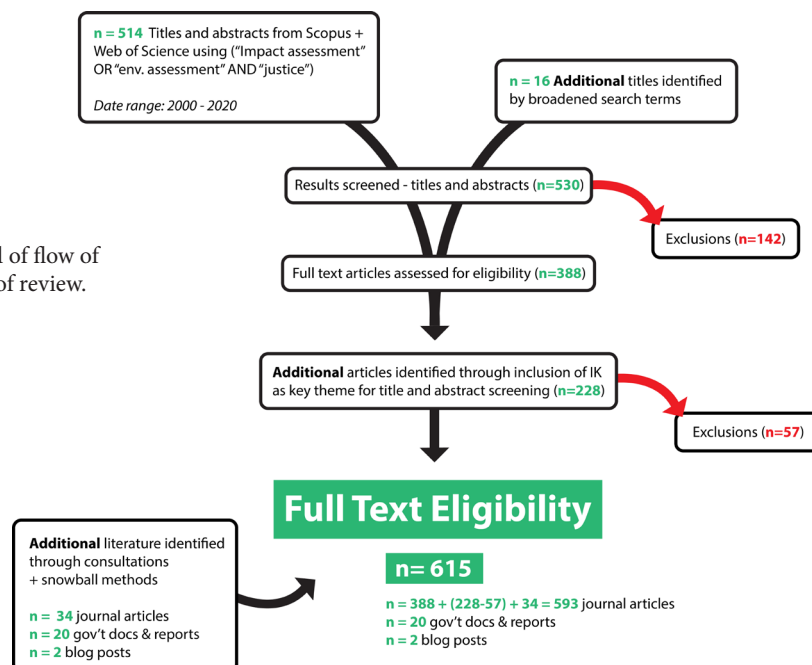 n = 514 Titles and abstracts from Scopus +
Web of Science using (“Impact assessment”
OR “env. assessment” AND “justice”)
Date range: 2000 - 2020
n = 16 Additional titles identified
by broadened search terms
Results screened - titles and abstracts (n=530)
Exclusions (n=142)
of flow of
of review.
Full text articles assessed for eligibility (n=388)
Additional articles identified through inclusion of IK
as key theme for title and abstract screening (n=228)
Exclusions (n=57)
Full Text Eligibility
n= 615
n = 388 + (228-57) + 34 = 593 journal articles
n = 20 gov’t docs & reports
n = 2 blog posts
Additional literature identified
through consultations
+ snowball methods
n = 34 journal articles
n = 20 gov’t docs & reports
n = 2 blog posts